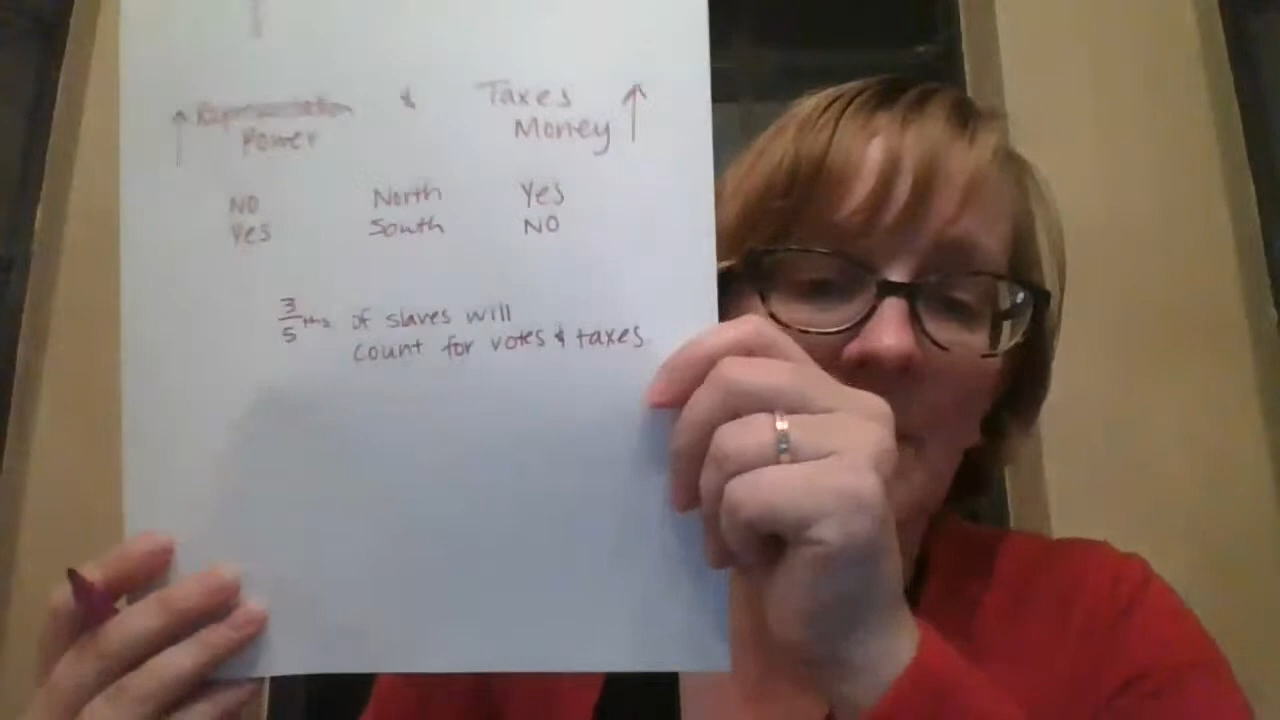 ↑ Representation & Taxes ↑
Power Money
NO North Yes
Yes South NO
3/5ths of slaves will
count for votes & taxes